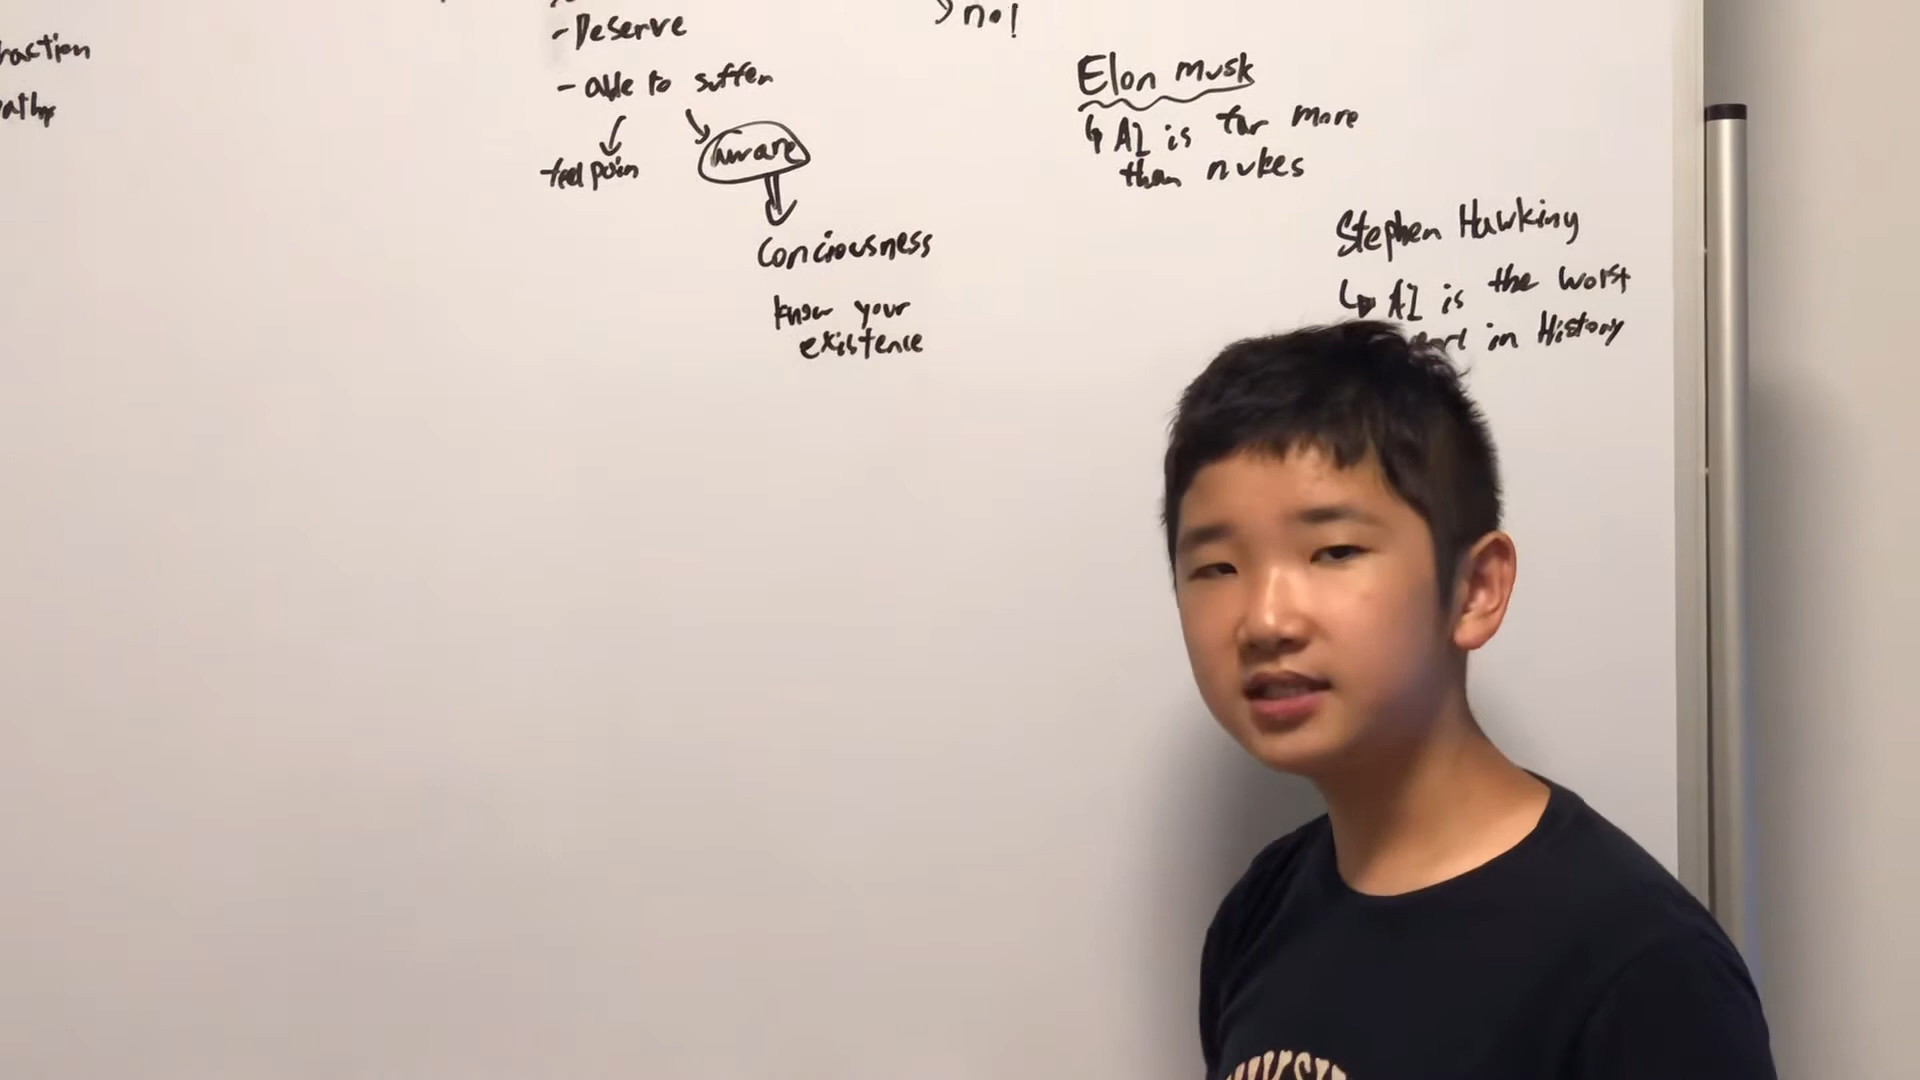 - Deserve
- able to suffer
feel pain
aware
Conciousness
know your
existence
no!
Elon musk
AI is far more
than nukes
Stephen Hawking
AI is the worst
in History